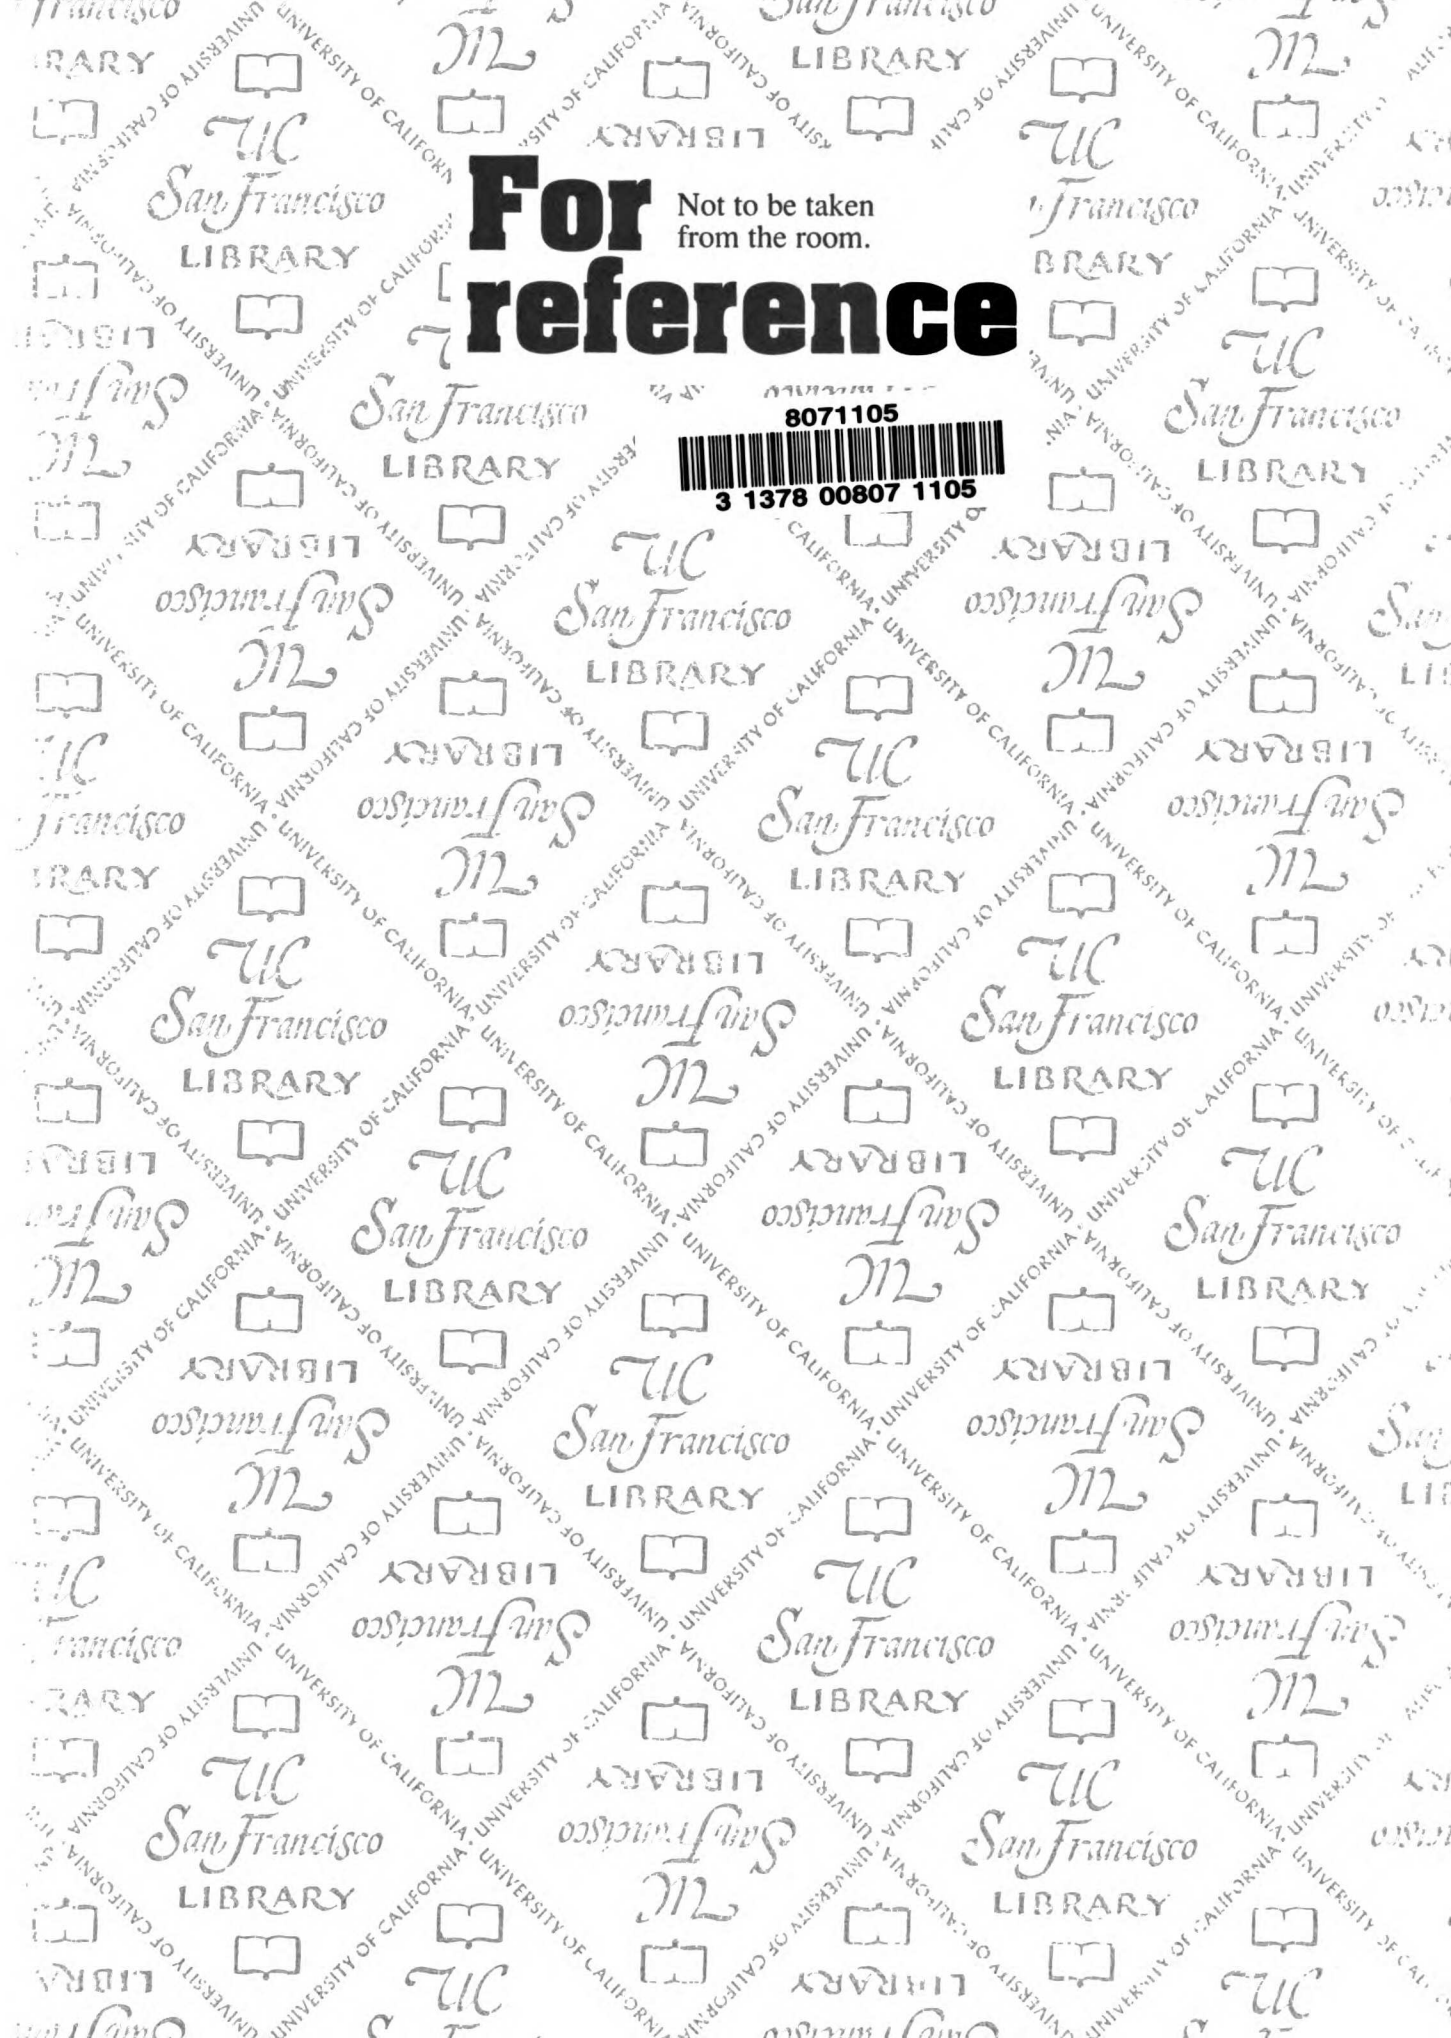 For
Not to be taken
from the room.
reference
8071105
3 1378 00807 1105
UC
San Francisco
LIBRARY
UNIVERSITY OF CALIFORNIA